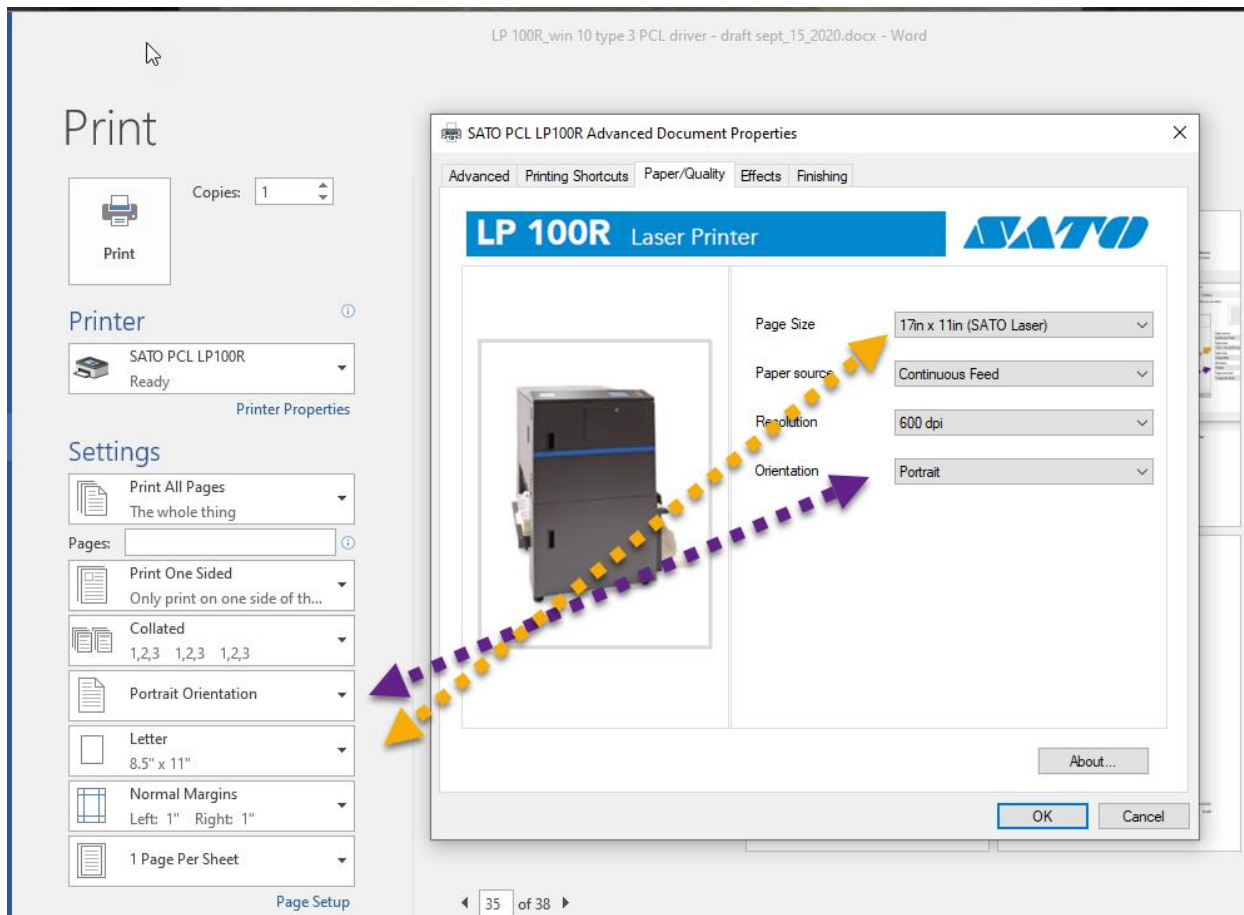 LP 100R_win 10 type 3 PCL driver - draft sept_15_2020.docx - Word
Print
Copies: 1
Print
Printer
SATO PCL LP100R
Ready
Printer Properties
Settings
Print All Pages
The whole thing
Pages:
Print One Sided
Only print on one side of th...
Collated
1,2,3 1,2,3 1,2,3
Portrait Orientation
Letter
8.5" x 11"
Normal Margins
Left: 1" Right: 1"
1 Page Per Sheet
Page Setup
SATO PCL LP100R Advanced Document Properties
Advanced Printing Shortcuts Paper/Quality Effects Finishing
LP 100R Laser Printer SATO
Page Size 17in x 11in (SATO Laser)
Paper source Continuous Feed
Resolution 600 dpi
Orientation Portrait
About...
OK Cancel
35 of 38